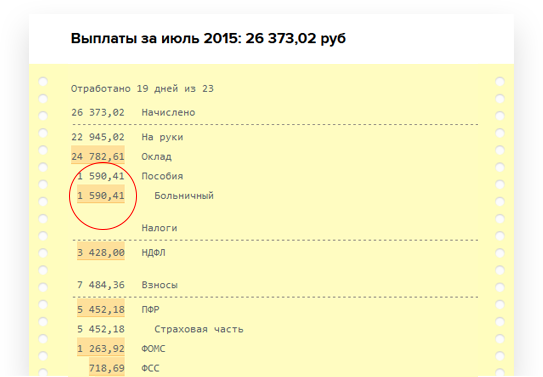 Выплаты за июль 2015: 26 373,02 руб
Отработано 19 дней из 23
26 373,02 Начислено
22 945,02 На руки
24 782,61 Оклад
1 590,41 Пособия
1 590,41 Больничный
Налоги
3 428,00 НДФЛ
7 484,36 Взносы
5 452,18 ПФР
5 452,18 Страховая часть
1 263,92 ФОМС
718,69 ФСС